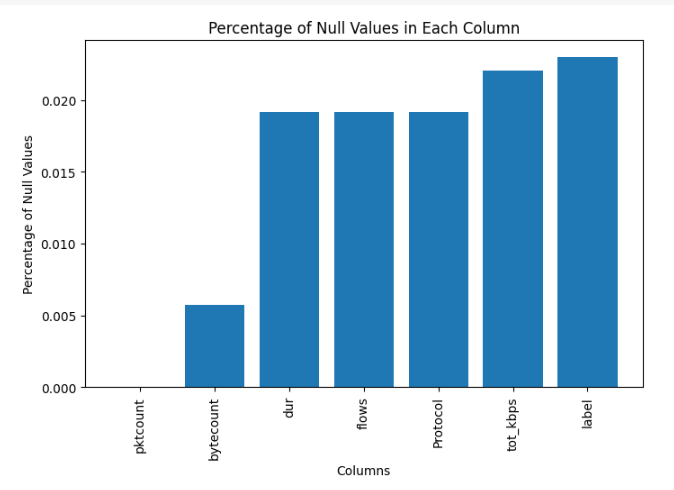 Percentage of Null Values in Each Column
Percentage of Null Values
0.020
0.015
0.010
0.005
0.000
pktcount
bytecount
dur
flows
Protocol
tot_kbps
label
Columns